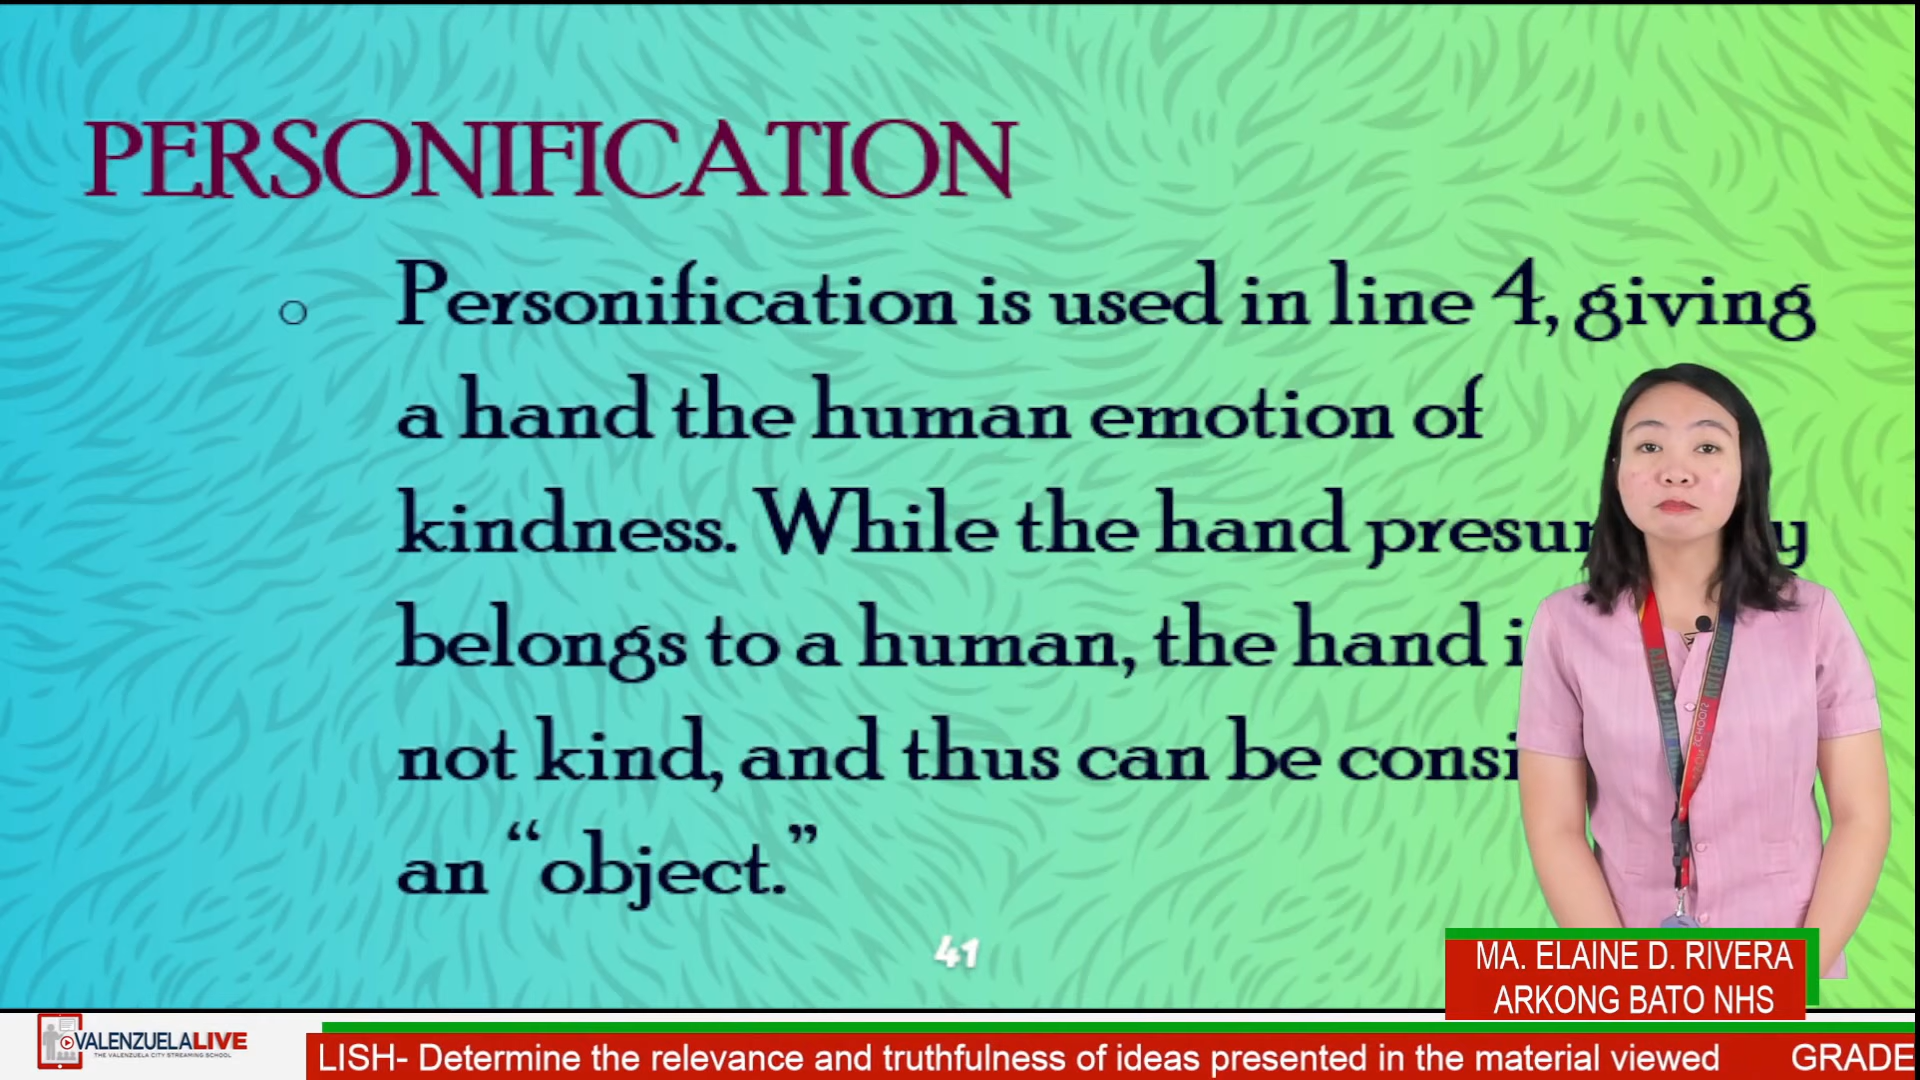 PERSONIFICATION
Personification is used in line 4, giving
a hand the human emotion of
kindness. While the hand
belongs to a human, the hand
not kind, and thus can be
an “object.”
41
MA. ELAINE D. RIVERA
ARKONG BATO NHS
VALENZUELALIVE
THE VALENZUELA CITY STREAMING SCHOOL
LISH- Determine the relevance and truthfulness of ideas presented in the material viewed GRADE